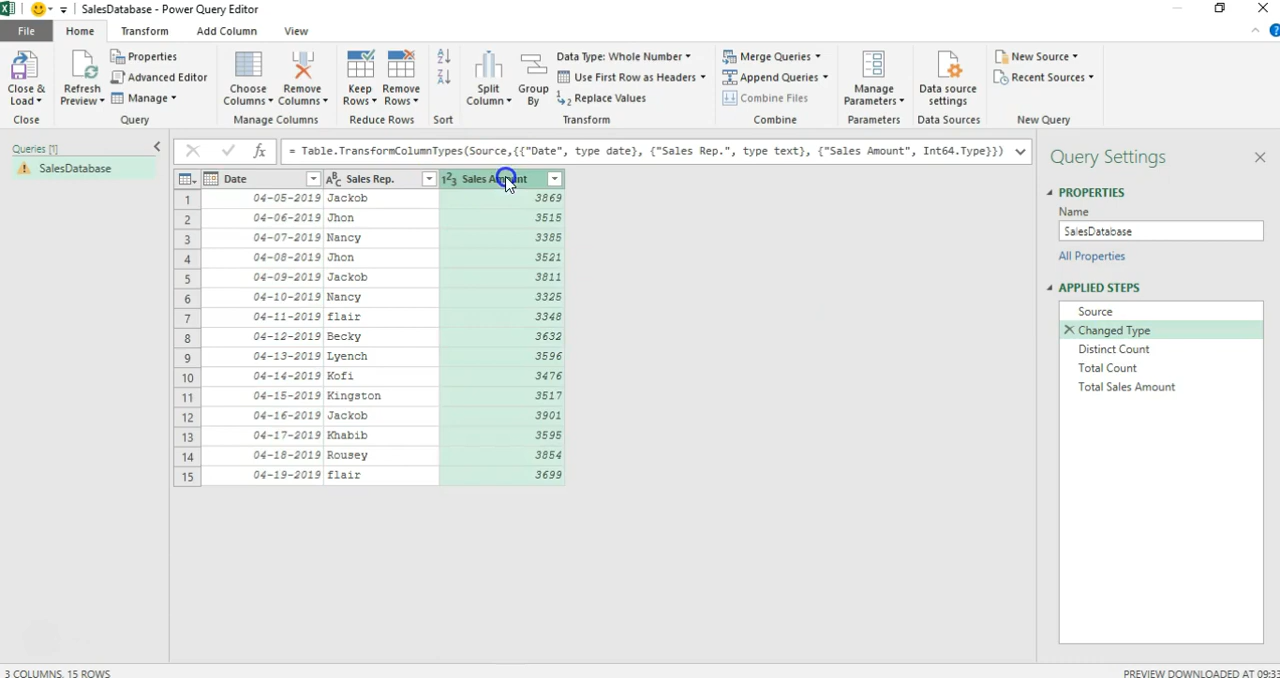 SalesDatabase - Power Query Editor
File Home Transform Add Column View
Close & Load
Close
Refresh Preview
Properties
Advanced Editor
Manage
Query
Choose Columns
Remove Columns
Manage Columns
Keep Rows
Remove Rows
Reduce Rows
Sort
Split Column
Group By
Data Type: Whole Number
Use First Row as Headers
Replace Values
Transform
Merge Queries
Append Queries
Combine Files
Combine
Manage Parameters
Parameters
Data source settings
Data Sources
New Source
Recent Sources
New Query
Queries [1]
SalesDatabase
= Table.TransformColumnTypes(Source,{{"Date", type date}, {"Sales Rep.", type text}, {"Sales Amount", Int64.Type}})
Date Sales Rep. Sales Amount
1 04-05-2019 Jackob 3869
2 04-06-2019 Jhon 3515
3 04-07-2019 Nancy 3385
4 04-08-2019 Jhon 3521
5 04-09-2019 Jackob 3811
6 04-10-2019 Nancy 3325
7 04-11-2019 flair 3348
8 04-12-2019 Becky 3632
9 04-13-2019 Lyench 3596
10 04-14-2019 Kofi 3476
11 04-15-2019 Kingston 3517
12 04-16-2019 Jackob 3901
13 04-17-2019 Khabib 3595
14 04-18-2019 Rousey 3854
15 04-19-2019 flair 3699
Query Settings
PROPERTIES
Name
SalesDatabase
All Properties
APPLIED STEPS
Source
Changed Type
Distinct Count
Total Count
Total Sales Amount
3 COLUMNS, 15 ROWS
PREVIEW DOWNLOADED AT 09:33